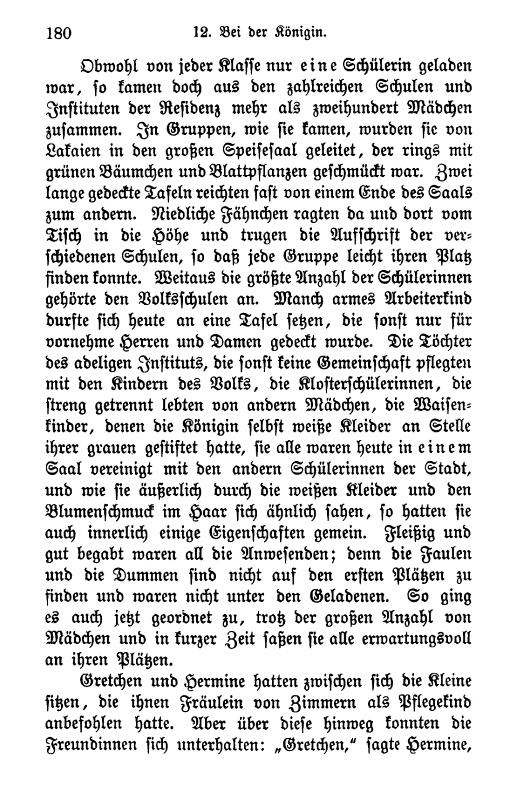 180 12. Bei der Königin.
Obwohl von jeder Klasse nur eine Schülerin geladen
war, so kamen doch aus den zahlreichen Schulen und
Instituten der Residenz mehr als zweihundert Mädchen
zusammen. In Gruppen, wie sie kamen, wurden sie von
Lakaien in den großen Speisesaal geleitet, der rings mit
grünen Bäumchen und Blattpflanzen geschmückt war. Zwei
lange gedeckte Tafeln reichten fast von einem Ende des Saals
zum andern. Niedliche Fähnchen ragten da und dort vom
Tisch in die Höhe und trugen die Aufschrift der ver-
schiedenen Schulen, so daß jede Gruppe leicht ihren Platz
finden konnte. Weitaus die größte Anzahl der Schülerinnen
gehörte den Volksschulen an. Manch armes Arbeiterkind
durfte sich heute an eine Tafel setzen, die sonst nur für
vornehme Herren und Damen gedeckt wurde. Die Töchter
des adeligen Instituts, die sonst keine Gemeinschaft pflegten
mit den Kindern des Volks, die Klosterschülerinnen, die
streng getrennt lebten von andern Mädchen, die Waisen-
kinder, denen die Königin selbst weiße Kleider an Stelle
ihrer grauen gestiftet hatte, sie alle waren heute in einem
Saal vereinigt mit den andern Schülerinnen der Stadt,
und wie sie äußerlich durch die weißen Kleider und den
Blumenschmuck im Haar sich ähnlich sahen, so hatten sie
auch innerlich einige Eigenschaften gemein. Fleißig und
gut begabt waren all die Anwesenden; denn die Faulen
und die Dummen sind nicht auf den ersten Plätzen zu
finden und waren nicht unter den Geladenen. So ging
es auch jetzt geordnet zu, trotz der großen Anzahl von
Mädchen und in kurzer Zeit saßen sie alle erwartungsvoll
an ihren Plätzen.
Gretchen und Hermine hatten zwischen sich die Kleine
sitzen, die ihnen Fräulein von Zimmern als Pflegekind
anbefohlen hatte. Aber über diese hinweg konnten die
Freundinnen sich unterhalten: „Gretchen,“ sagte Hermine,